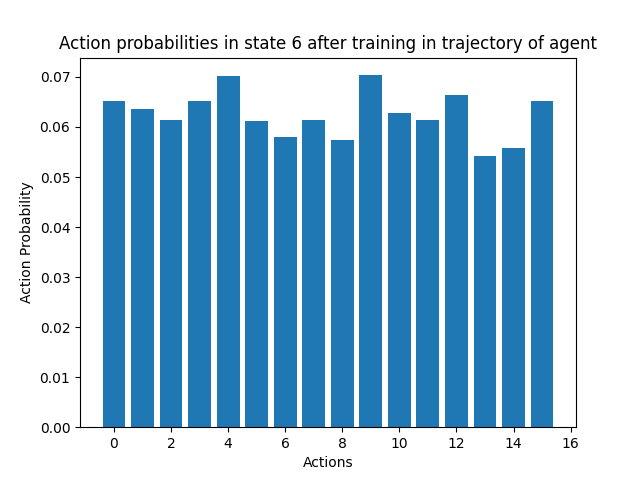 Action probabilities in state 6 after training in trajectory of agent
0.07
0.06
0.05
0.04
0.03
0.02
0.01
0.00
Action Probability
0 2 4 6 8 10 12 14 16
Actions